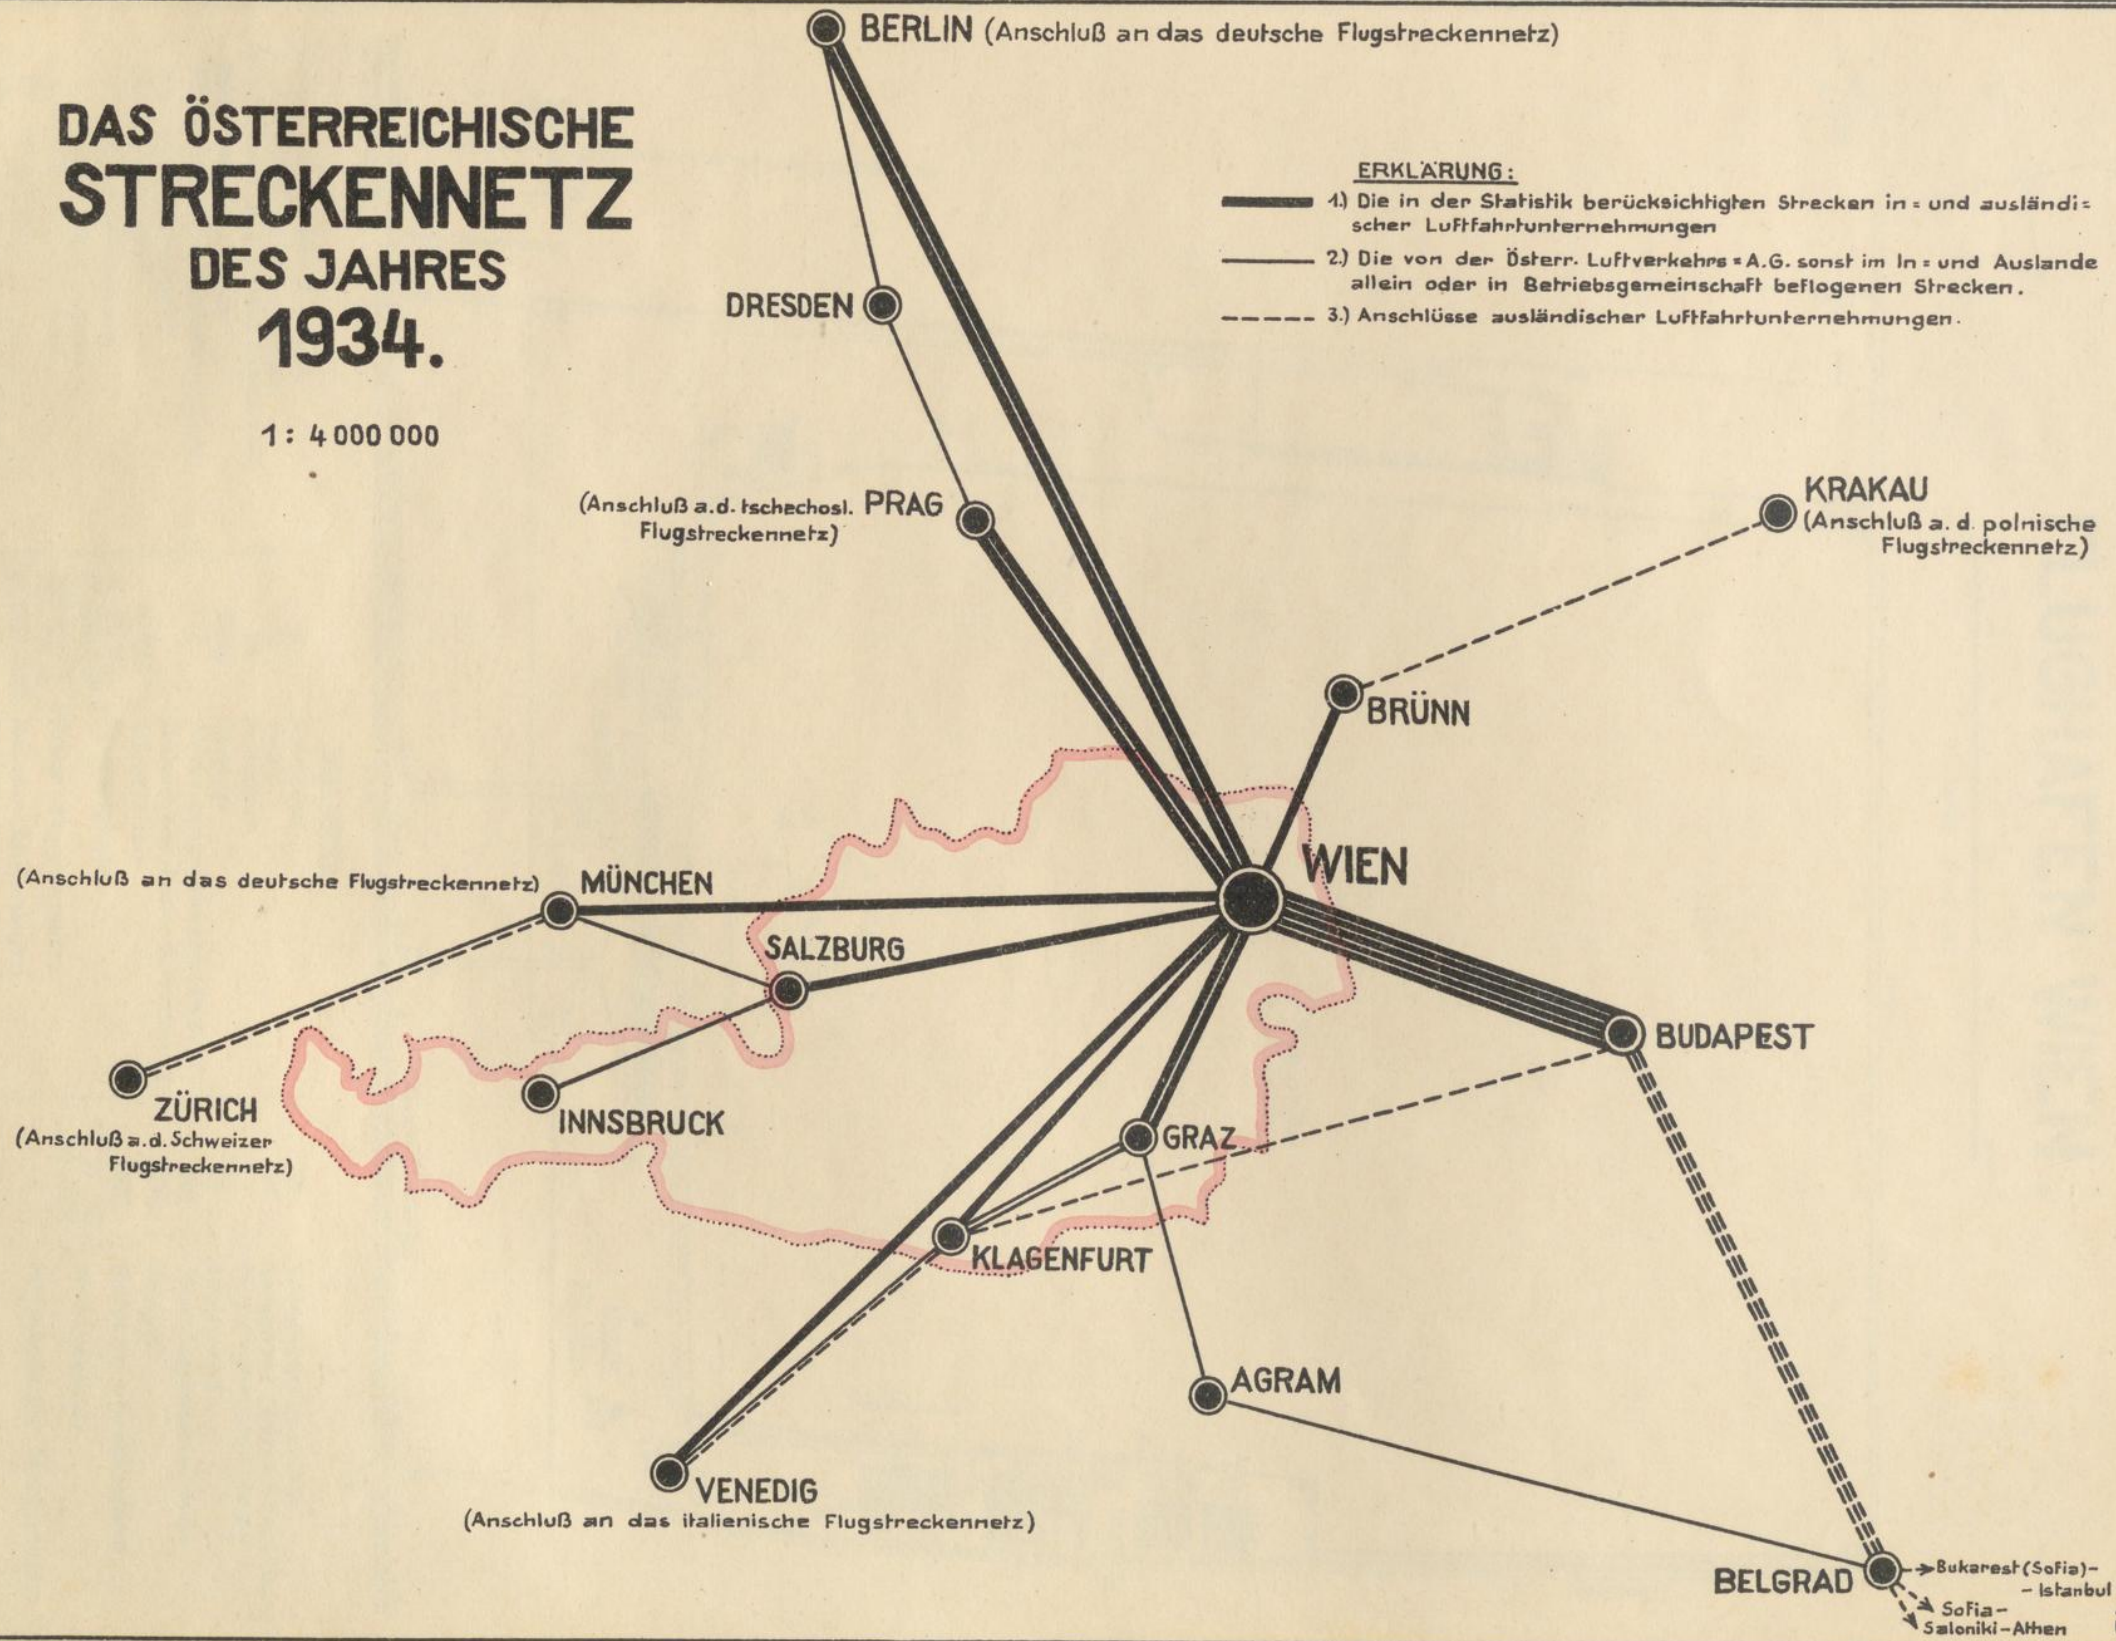 BERLIN (Anschluß an das deutsche Flugstreckennetz)
DAS ÖSTERREICHISCHE
STRECKENNETZ
DES JAHRES
1934.
1 : 4 000 000
ERKLÄRUNG:
1.) Die in der Statistik berücksichtigten Strecken in= und ausländi=
scher Luftfahrtunternehmungen
2.) Die von der Österr. Luftverkehrs=A.G. sonst im In= und Auslande
allein oder in Betriebsgemeinschaft beflogenen Strecken.
3.) Anschlüsse ausländischer Luftfahrtunternehmungen.
DRESDEN
(Anschluß a.d. tschechosl. PRAG
Flugstreckennetz)
KRAKAU
(Anschluß a. d. polnische
Flugstreckennetz)
BRÜNN
WIEN
(Anschluß an das deutsche Flugstreckennetz) MÜNCHEN
SALZBURG
BUDAPEST
ZÜRICH
(Anschluß a.d. Schweizer
Flugstreckennetz)
INNSBRUCK
GRAZ
KLAGENFURT
AGRAM
VENEDIG
(Anschluß an das italienische Flugstreckennetz)
BELGRAD
Bukarest (Sofia)-
- Istanbul
Sofia-
Saloniki-Athen